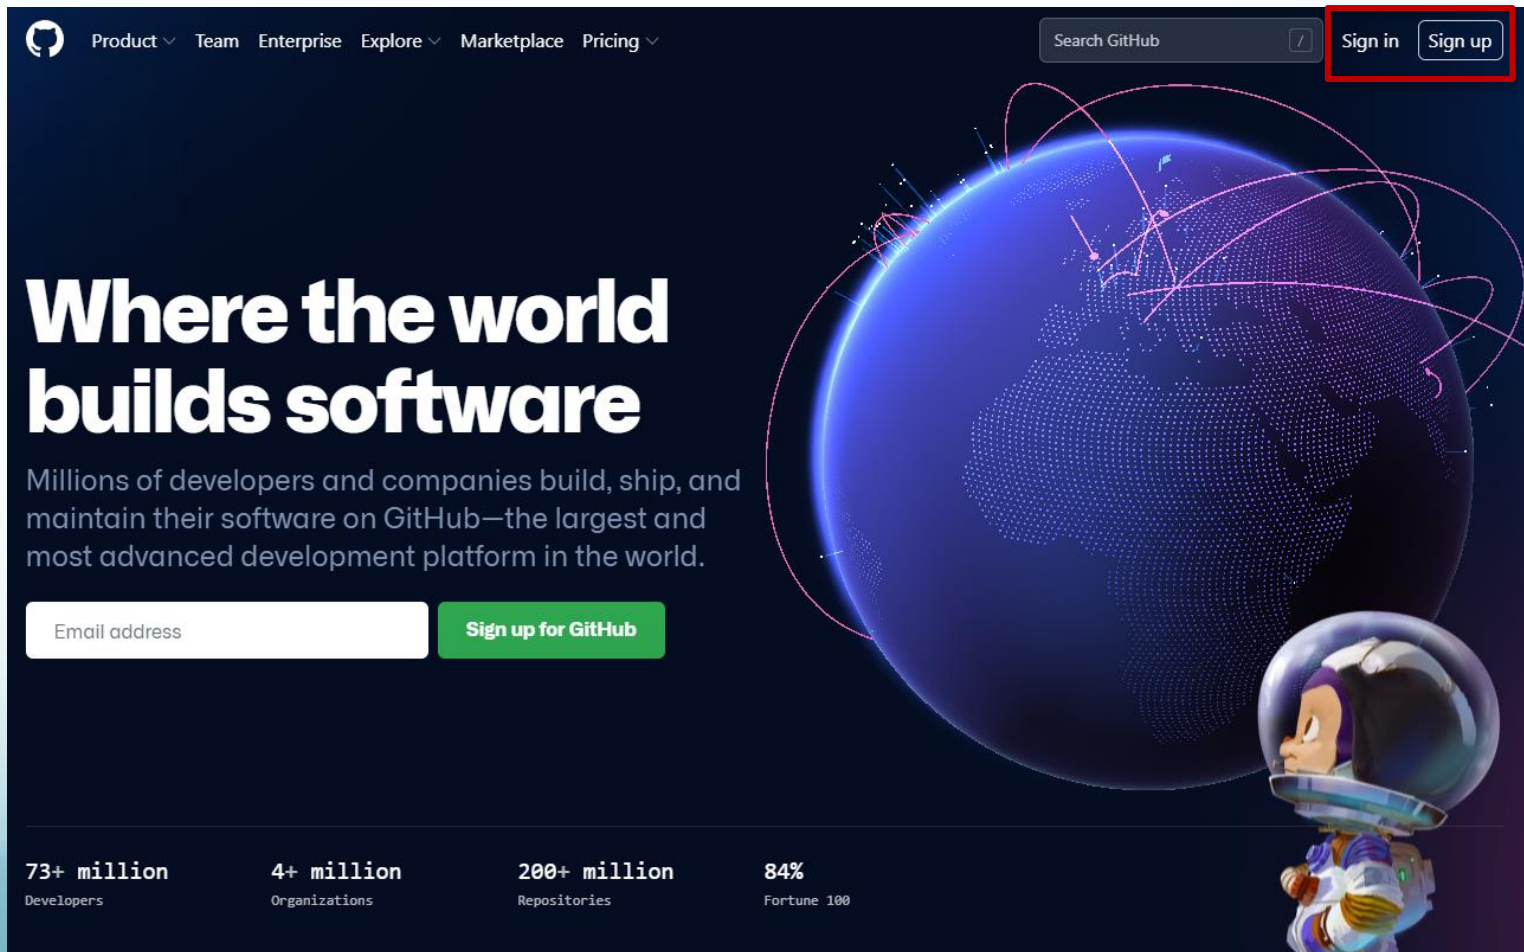 Product Team Enterprise Explore Marketplace Pricing Search GitHub / Sign in Sign up
Where the world
builds software
Millions of developers and companies build, ship, and
maintain their software on GitHub—the largest and
most advanced development platform in the world.
Email address Sign up for GitHub
73+ million 4+ million 200+ million 84%
Developers Organizations Repositories Fortune 100